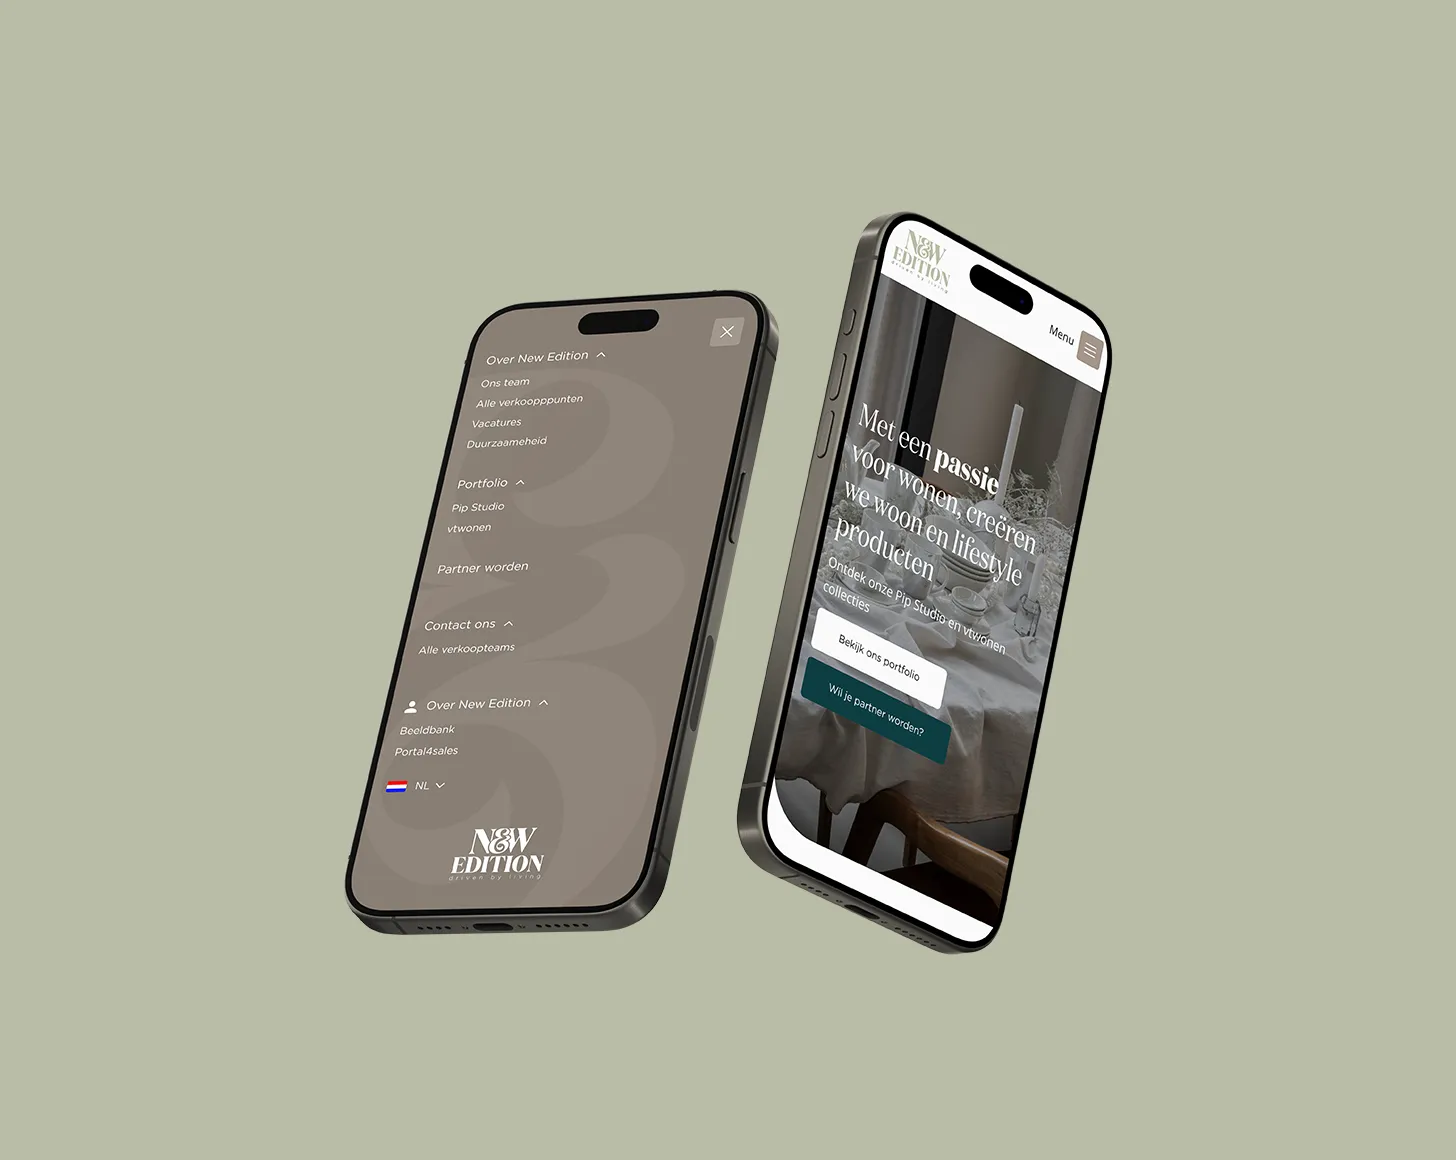 Over New Edition
Ons team
Alle verkoopppunten
Vacatures
Duurzaameheid
Portfolio
Pip Studio
vtwonen
Partner worden
Contact ons
Alle verkoopteams
Over New Edition
Beeldbank
Portal4sales
NL
NEW
EDITION
driven by living
NEW
EDITION
driven by living
Menu
Met een passie
voor wonen, creëren
we woon en lifestyle
producten
Ontdek onze Pip Studio en vtwonen
collecties
Bekijk ons portfolio
Wil je partner worden?